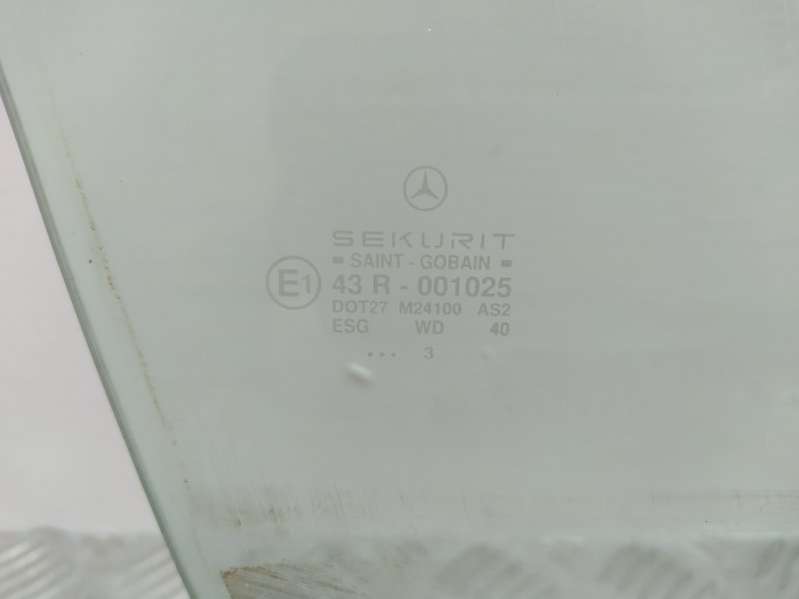 SEKURIT
SAINT - GOBAIN
E1 43 R - 001025
DOT27 M24100 AS2
ESG WD 40
... 3